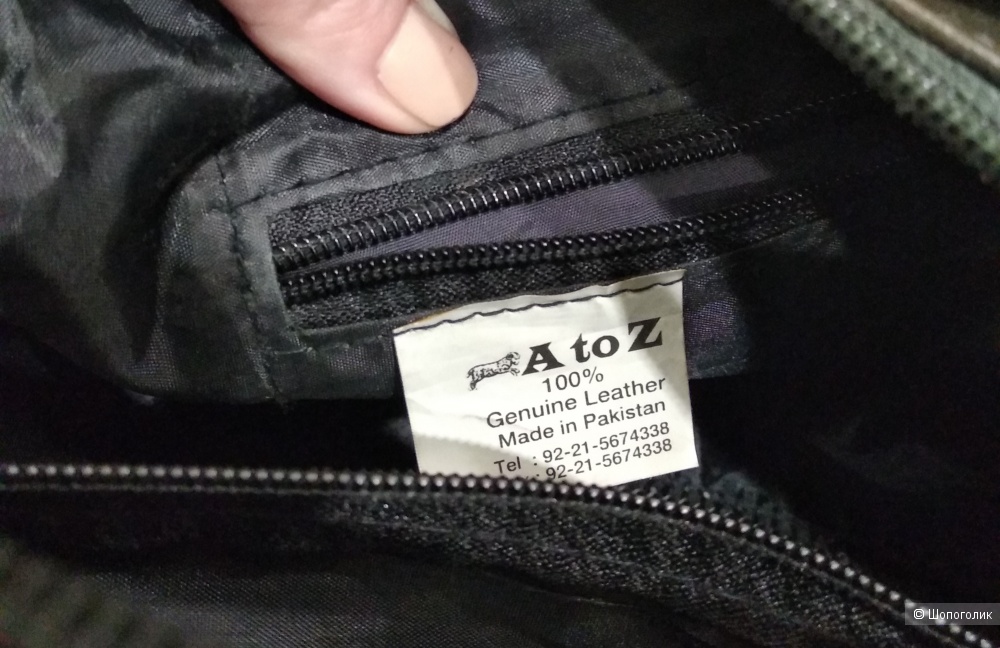 A to Z
100%
Genuine Leather
Made in Pakistan
Tel : 92-21-5674338
: 92-21-5674338
© Шопоголик